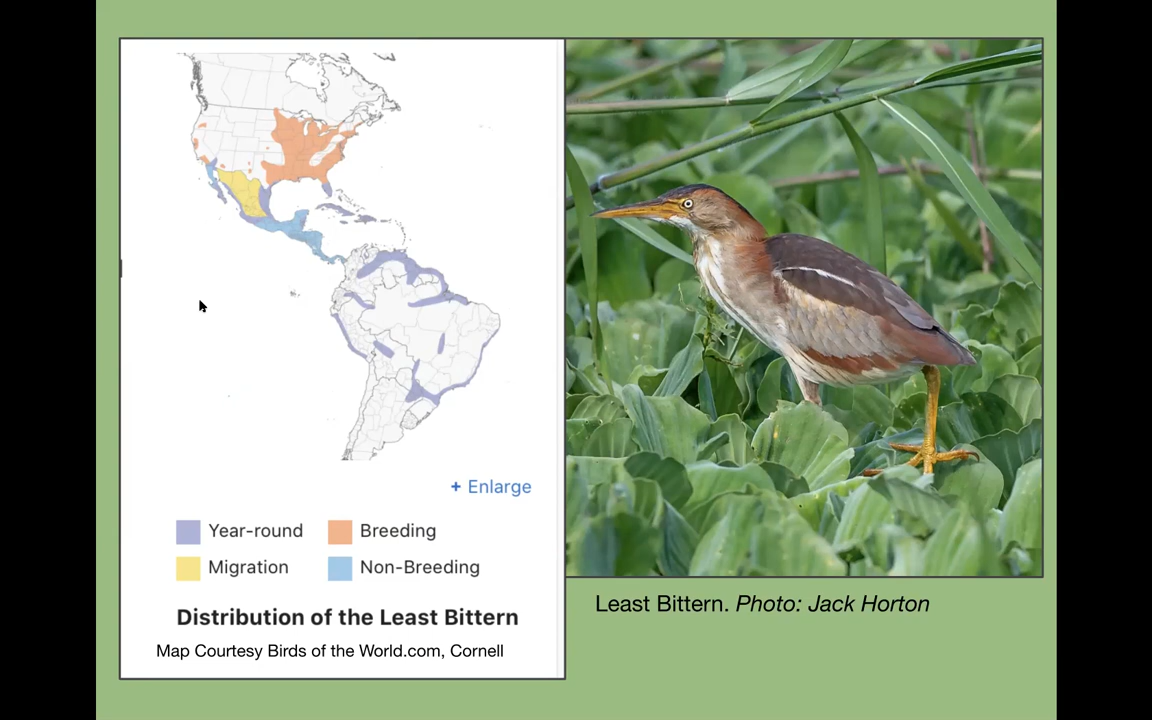 + Enlarge
Year-round
Breeding
Migration
Non-Breeding
Distribution of the Least Bittern
Map Courtesy Birds of the World.com, Cornell
Least Bittern. Photo: Jack Horton